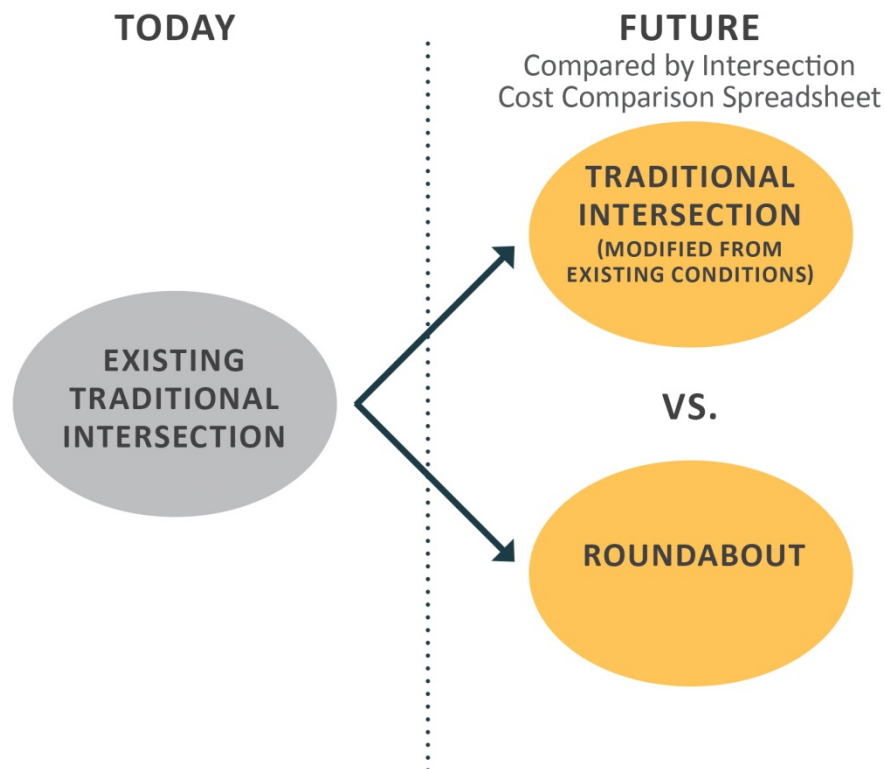 TODAY
FUTURE
Compared by Intersection
Cost Comparison Spreadsheet
EXISTING
TRADITIONAL
INTERSECTION
TRADITIONAL
INTERSECTION
(MODIFIED FROM
EXISTING CONDITIONS)
VS.
ROUNDABOUT